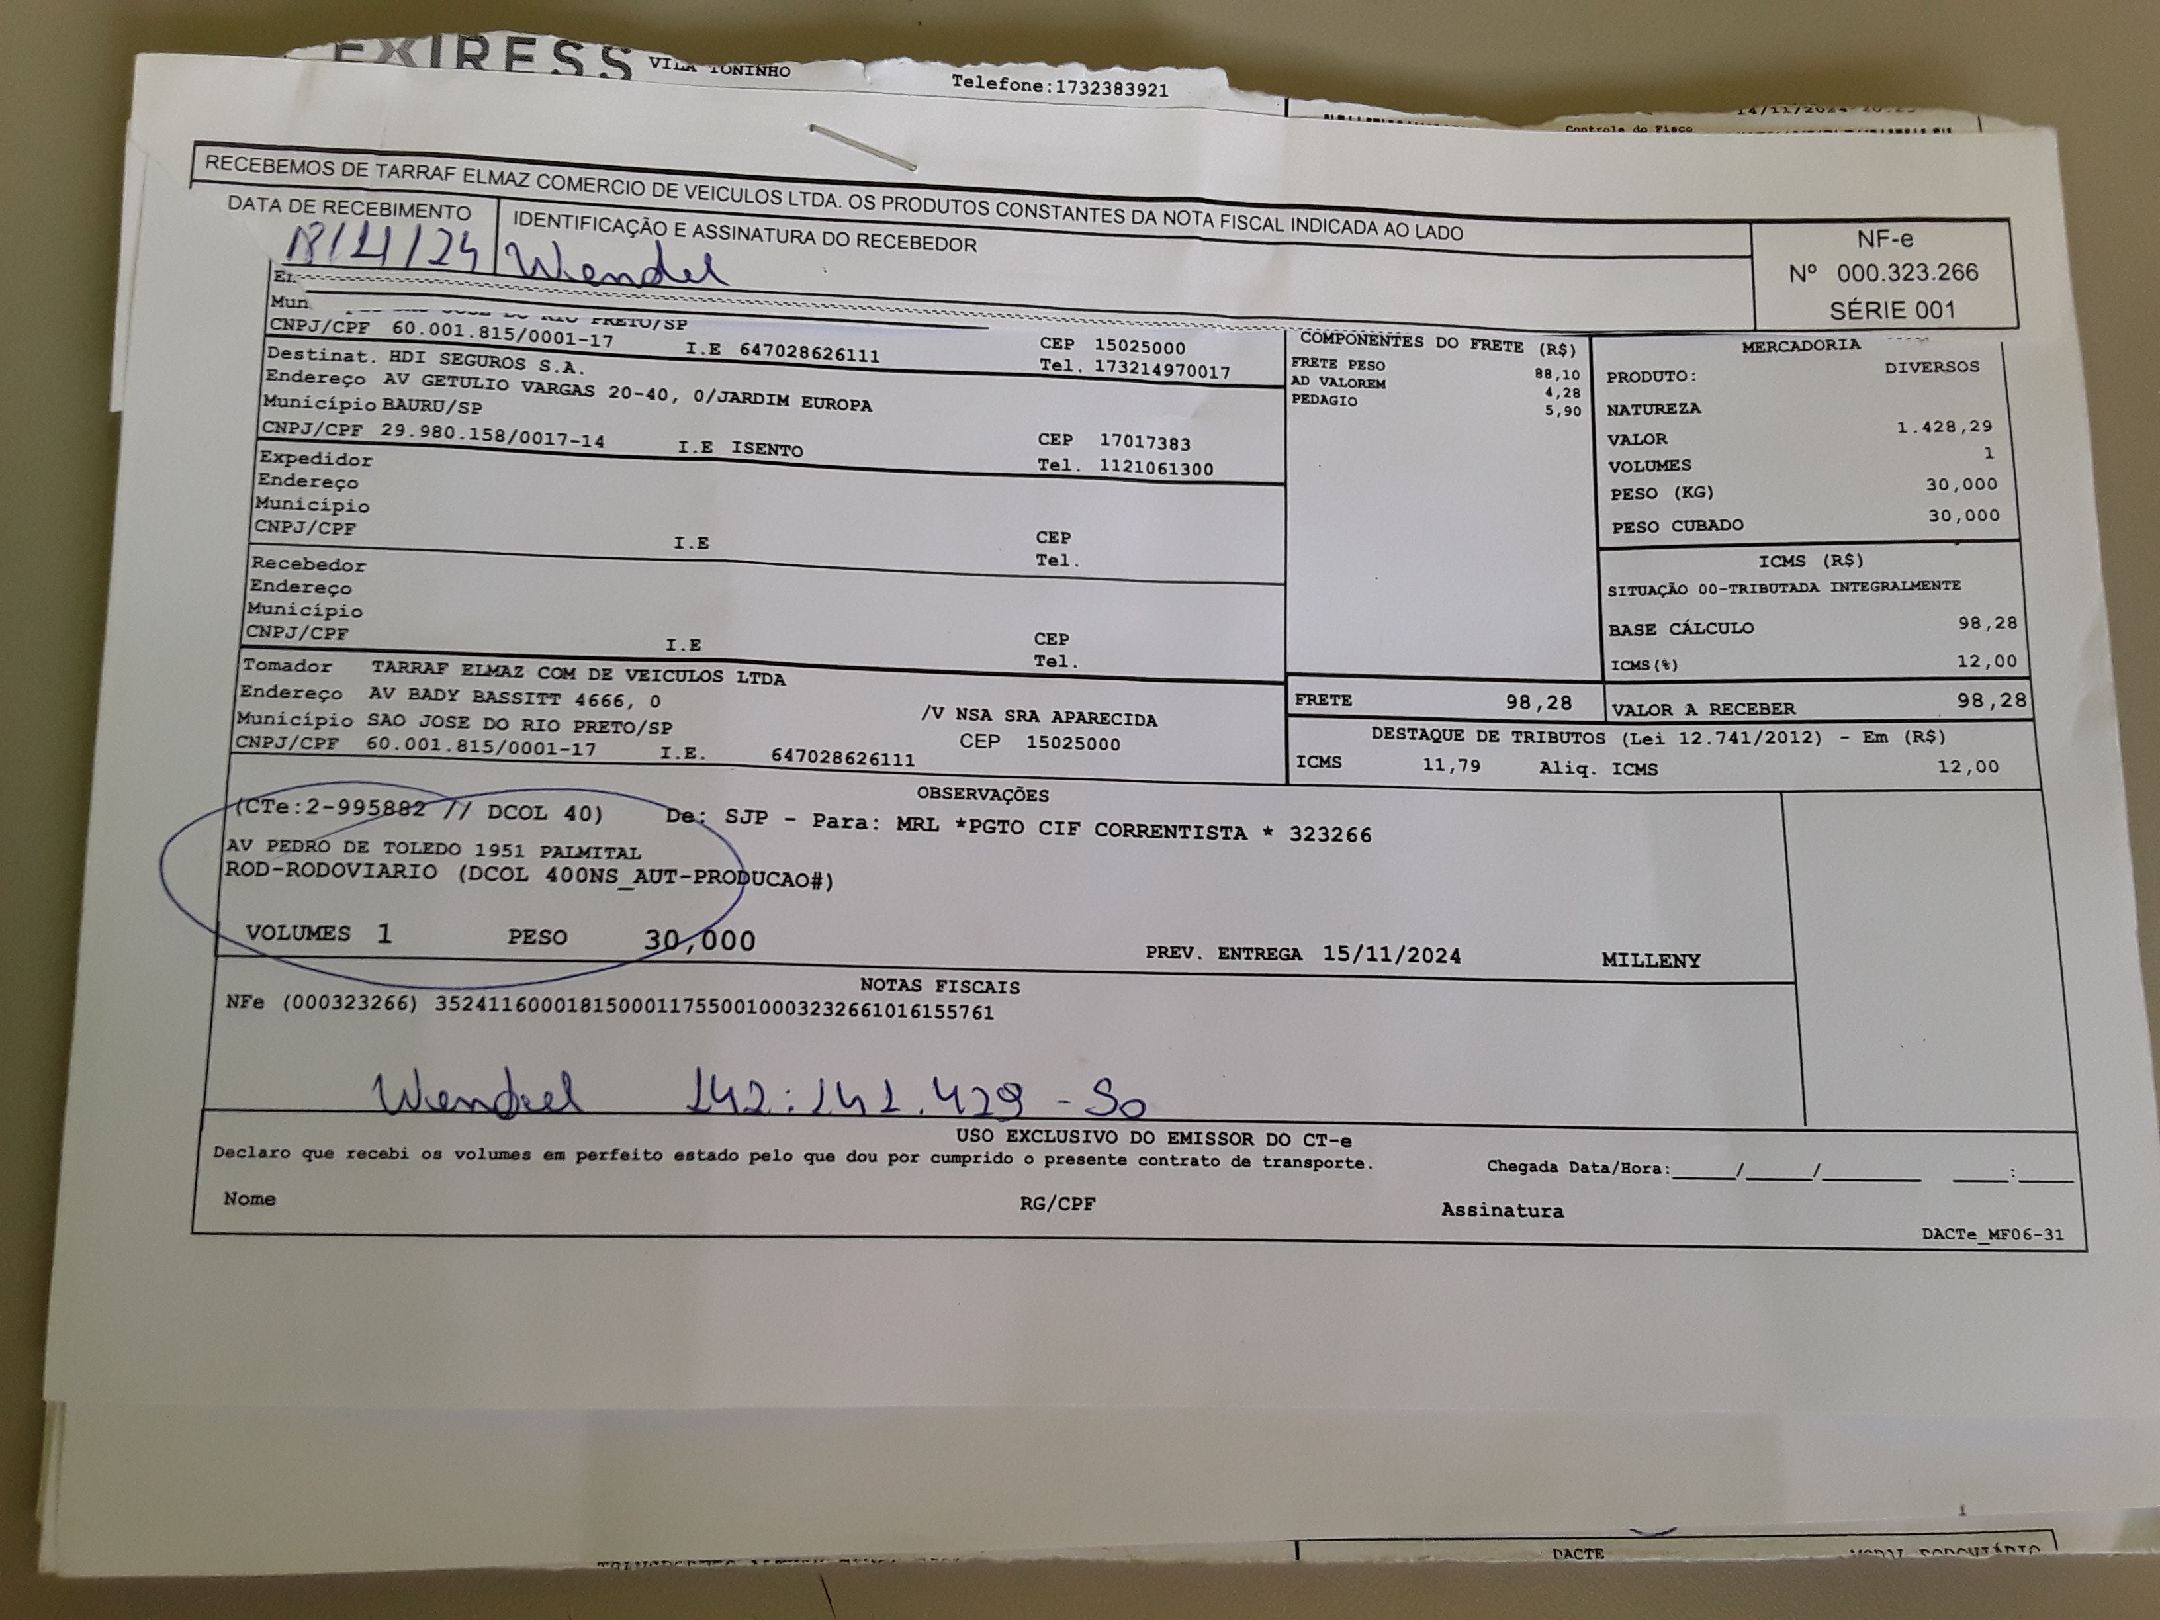 VILA TONINHO
Telefone:1732383921
Controle do Fisco
RECEBEMOS DE TARRAF ELMAZ COMERCIO DE VEICULOS LTDA. OS PRODUTOS CONSTANTES DA NOTA FISCAL INDICADA AO LADO
DATA DE RECEBIMENTO
18/11/24
IDENTIFICAÇÃO E ASSINATURA DO RECEBEDOR
Wendel
NF-e
Nº 000.323.266
SÉRIE 001
Mun
RIO PRETO/SP
CNPJ/CPF 60.001.815/0001-17 I.E 647028626111 CEP 15025000
Tel. 173214970017
Destinat. HDI SEGUROS S.A.
Endereço AV GETULIO VARGAS 20-40, 0/JARDIM EUROPA
Município BAURU/SP
CNPJ/CPF 29.980.158/0017-14 I.E ISENTO CEP 17017383
Tel. 1121061300
Expedidor
Endereço
Município
CNPJ/CPF I.E CEP
Tel.
Recebedor
Endereço
Município
CNPJ/CPF I.E CEP
Tel.
Tomador TARRAF ELMAZ COM DE VEICULOS LTDA
Endereço AV BADY BASSITT 4666, 0 /V NSA SRA APARECIDA
Município SAO JOSE DO RIO PRETO/SP CEP 15025000
CNPJ/CPF 60.001.815/0001-17 I.E. 647028626111
COMPONENTES DO FRETE (R$)
FRETE PESO 88,10
AD VALOREM 4,28
PEDAGIO 5,90
FRETE 98,28
MERCADORIA
PRODUTO: DIVERSOS
NATUREZA
VALOR 1.428,29
VOLUMES 1
PESO (KG) 30,000
PESO CUBADO 30,000
ICMS (R$)
SITUAÇÃO 00-TRIBUTADA INTEGRALMENTE
BASE CÁLCULO 98,28
ICMS(%) 12,00
VALOR A RECEBER 98,28
DESTAQUE DE TRIBUTOS (Lei 12.741/2012) - Em (R$)
ICMS 11,79 Aliq. ICMS 12,00
OBSERVAÇÕES
(CTe:2-995882 // DCOL 40) De: SJP - Para: MRL *PGTO CIF CORRENTISTA * 323266
AV PEDRO DE TOLEDO 1951 PALMITAL
ROD-RODOVIARIO (DCOL 400NS_AUT-PRODUCAO#)
VOLUMES 1 PESO 30,000 PREV. ENTREGA 15/11/2024 MILLENY
NOTAS FISCAIS
NFe (000323266) 35241160001815000117550010003232661016155761
Wendel 142.141.429-50
USO EXCLUSIVO DO EMISSOR DO CT-e
Declaro que recebi os volumes em perfeito estado pelo que dou por cumprido o presente contrato de transporte. Chegada Data/Hora:____/____/______ ____:____
Nome RG/CPF Assinatura
DACTe_MF06-31
1
DACTE